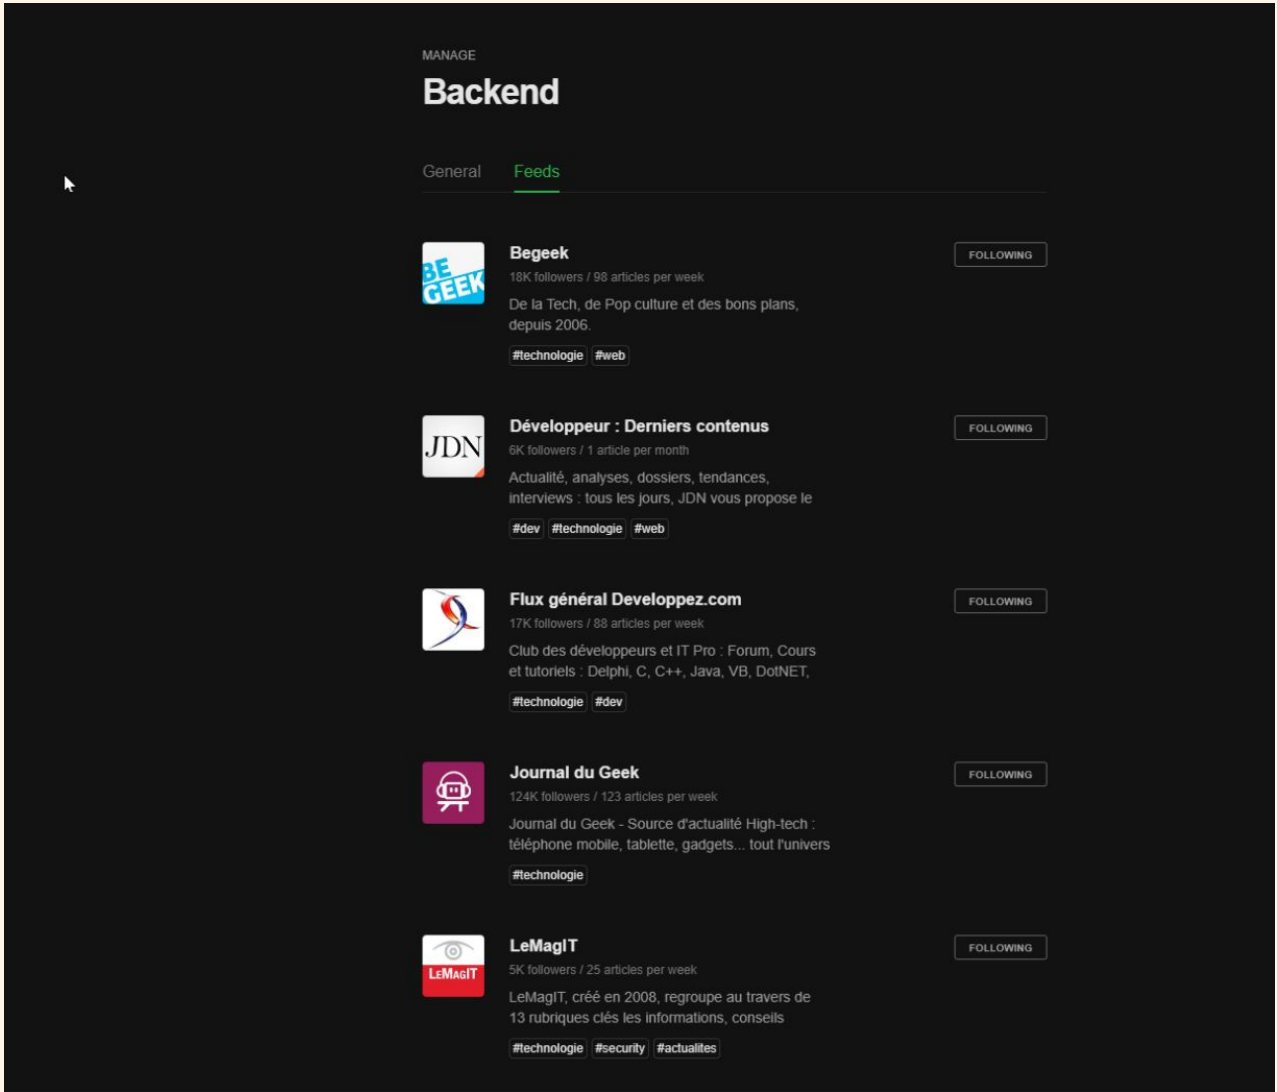 MANAGE
Backend
General Feeds
BE GEEK
Begeek
FOLLOWING
18K followers / 98 articles per week
De la Tech, de Pop culture et des bons plans,
depuis 2006.
#technologie #web
JDN
Développeur : Derniers contenus
FOLLOWING
6K followers / 1 article per month
Actualité, analyses, dossiers, tendances,
interviews : tous les jours, JDN vous propose le
#dev #technologie #web
Flux général Developpez.com
FOLLOWING
17K followers / 88 articles per week
Club des développeurs et IT Pro : Forum, Cours
et tutoriels : Delphi, C, C++, Java, VB, DotNET,
#technologie #dev
Journal du Geek
FOLLOWING
124K followers / 123 articles per week
Journal du Geek - Source d'actualité High-tech :
téléphone mobile, tablette, gadgets... tout l'univers
#technologie
LEMAGIT
LeMagIT
FOLLOWING
5K followers / 25 articles per week
LeMagIT, créé en 2008, regroupe au travers de
13 rubriques clés les informations, conseils
#technologie #security #actualites